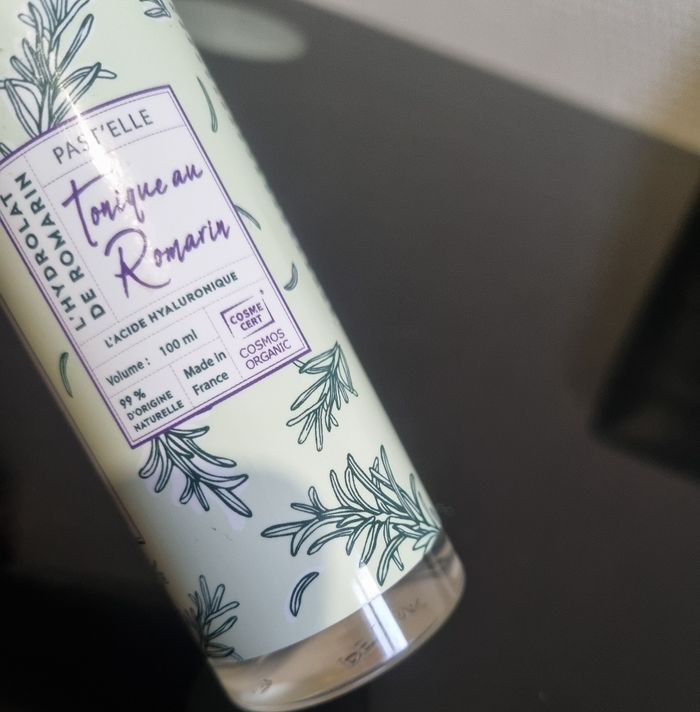 PAST'ELLE
L'HYDROLAT
DE ROMARIN
Tonique au
Romarin
L'ACIDE HYALURONIQUE
Volume : 100 ml
COSME
CERT
COSMOS
ORGANIC
99 %
D'ORIGINE
NATURELLE
Made in
France